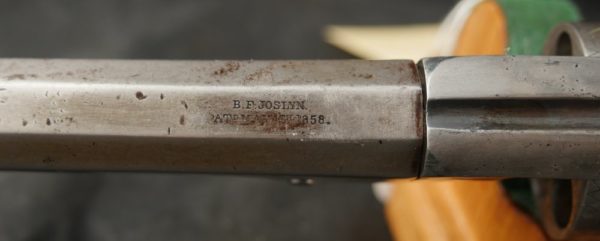 B.F. JOSLYN.
PAT.D MAY 4TH 1858.